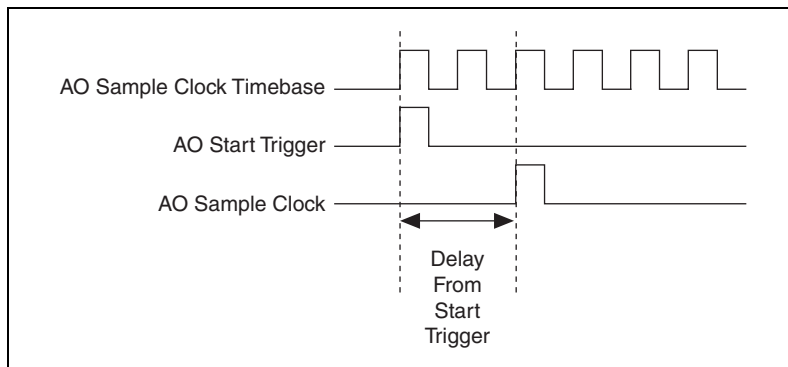 AO Sample Clock Timebase
AO Start Trigger
AO Sample Clock
Delay
From
Start
Trigger